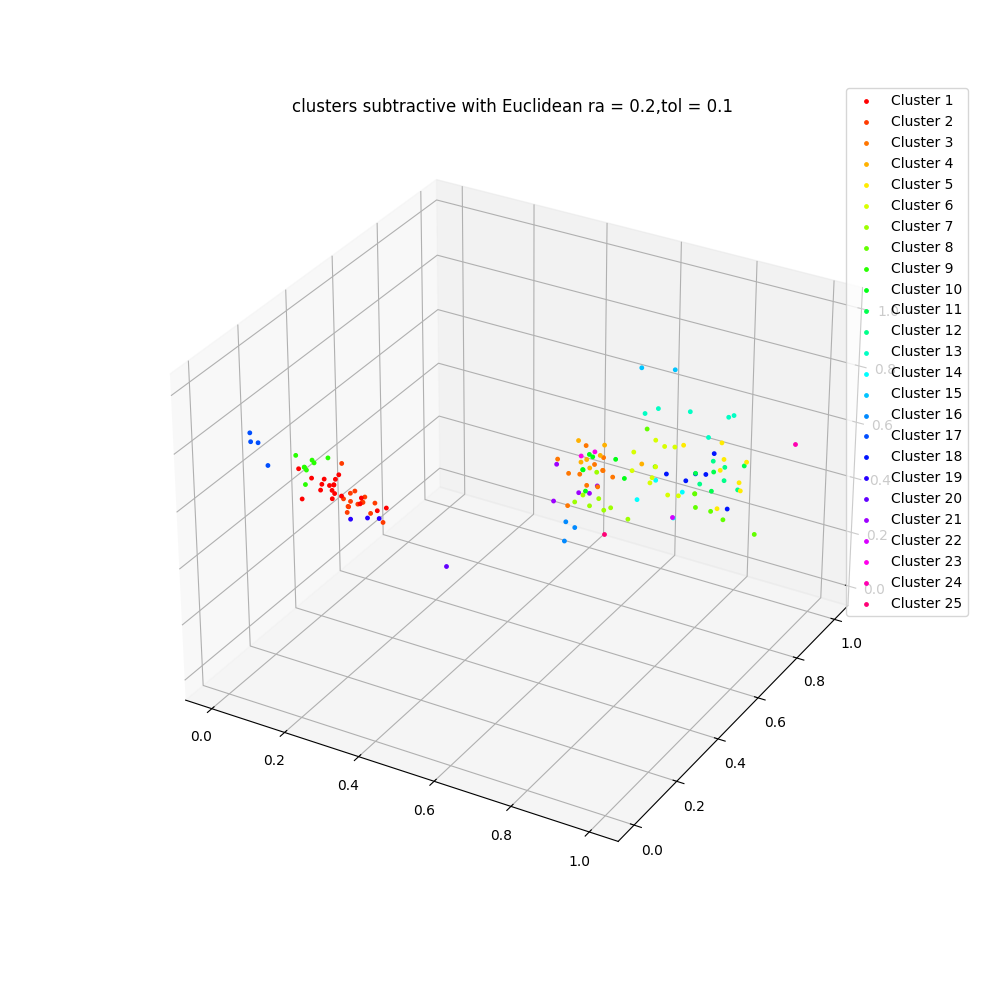 clusters subtractive with Euclidean ra = 0.2,tol = 0.1
Cluster 1
Cluster 2
Cluster 3
Cluster 4
Cluster 5
Cluster 6
Cluster 7
Cluster 8
Cluster 9
Cluster 10
Cluster 11
Cluster 12
Cluster 13
Cluster 14
Cluster 15
Cluster 16
Cluster 17
Cluster 18
Cluster 19
Cluster 20
Cluster 21
Cluster 22
Cluster 23
Cluster 24
Cluster 25
1.0
0.8
0.6
0.4
0.2
0.0
0.0
0.2
0.4
0.6
0.8
1.0
0.0
0.2
0.4
0.6
0.8
1.0